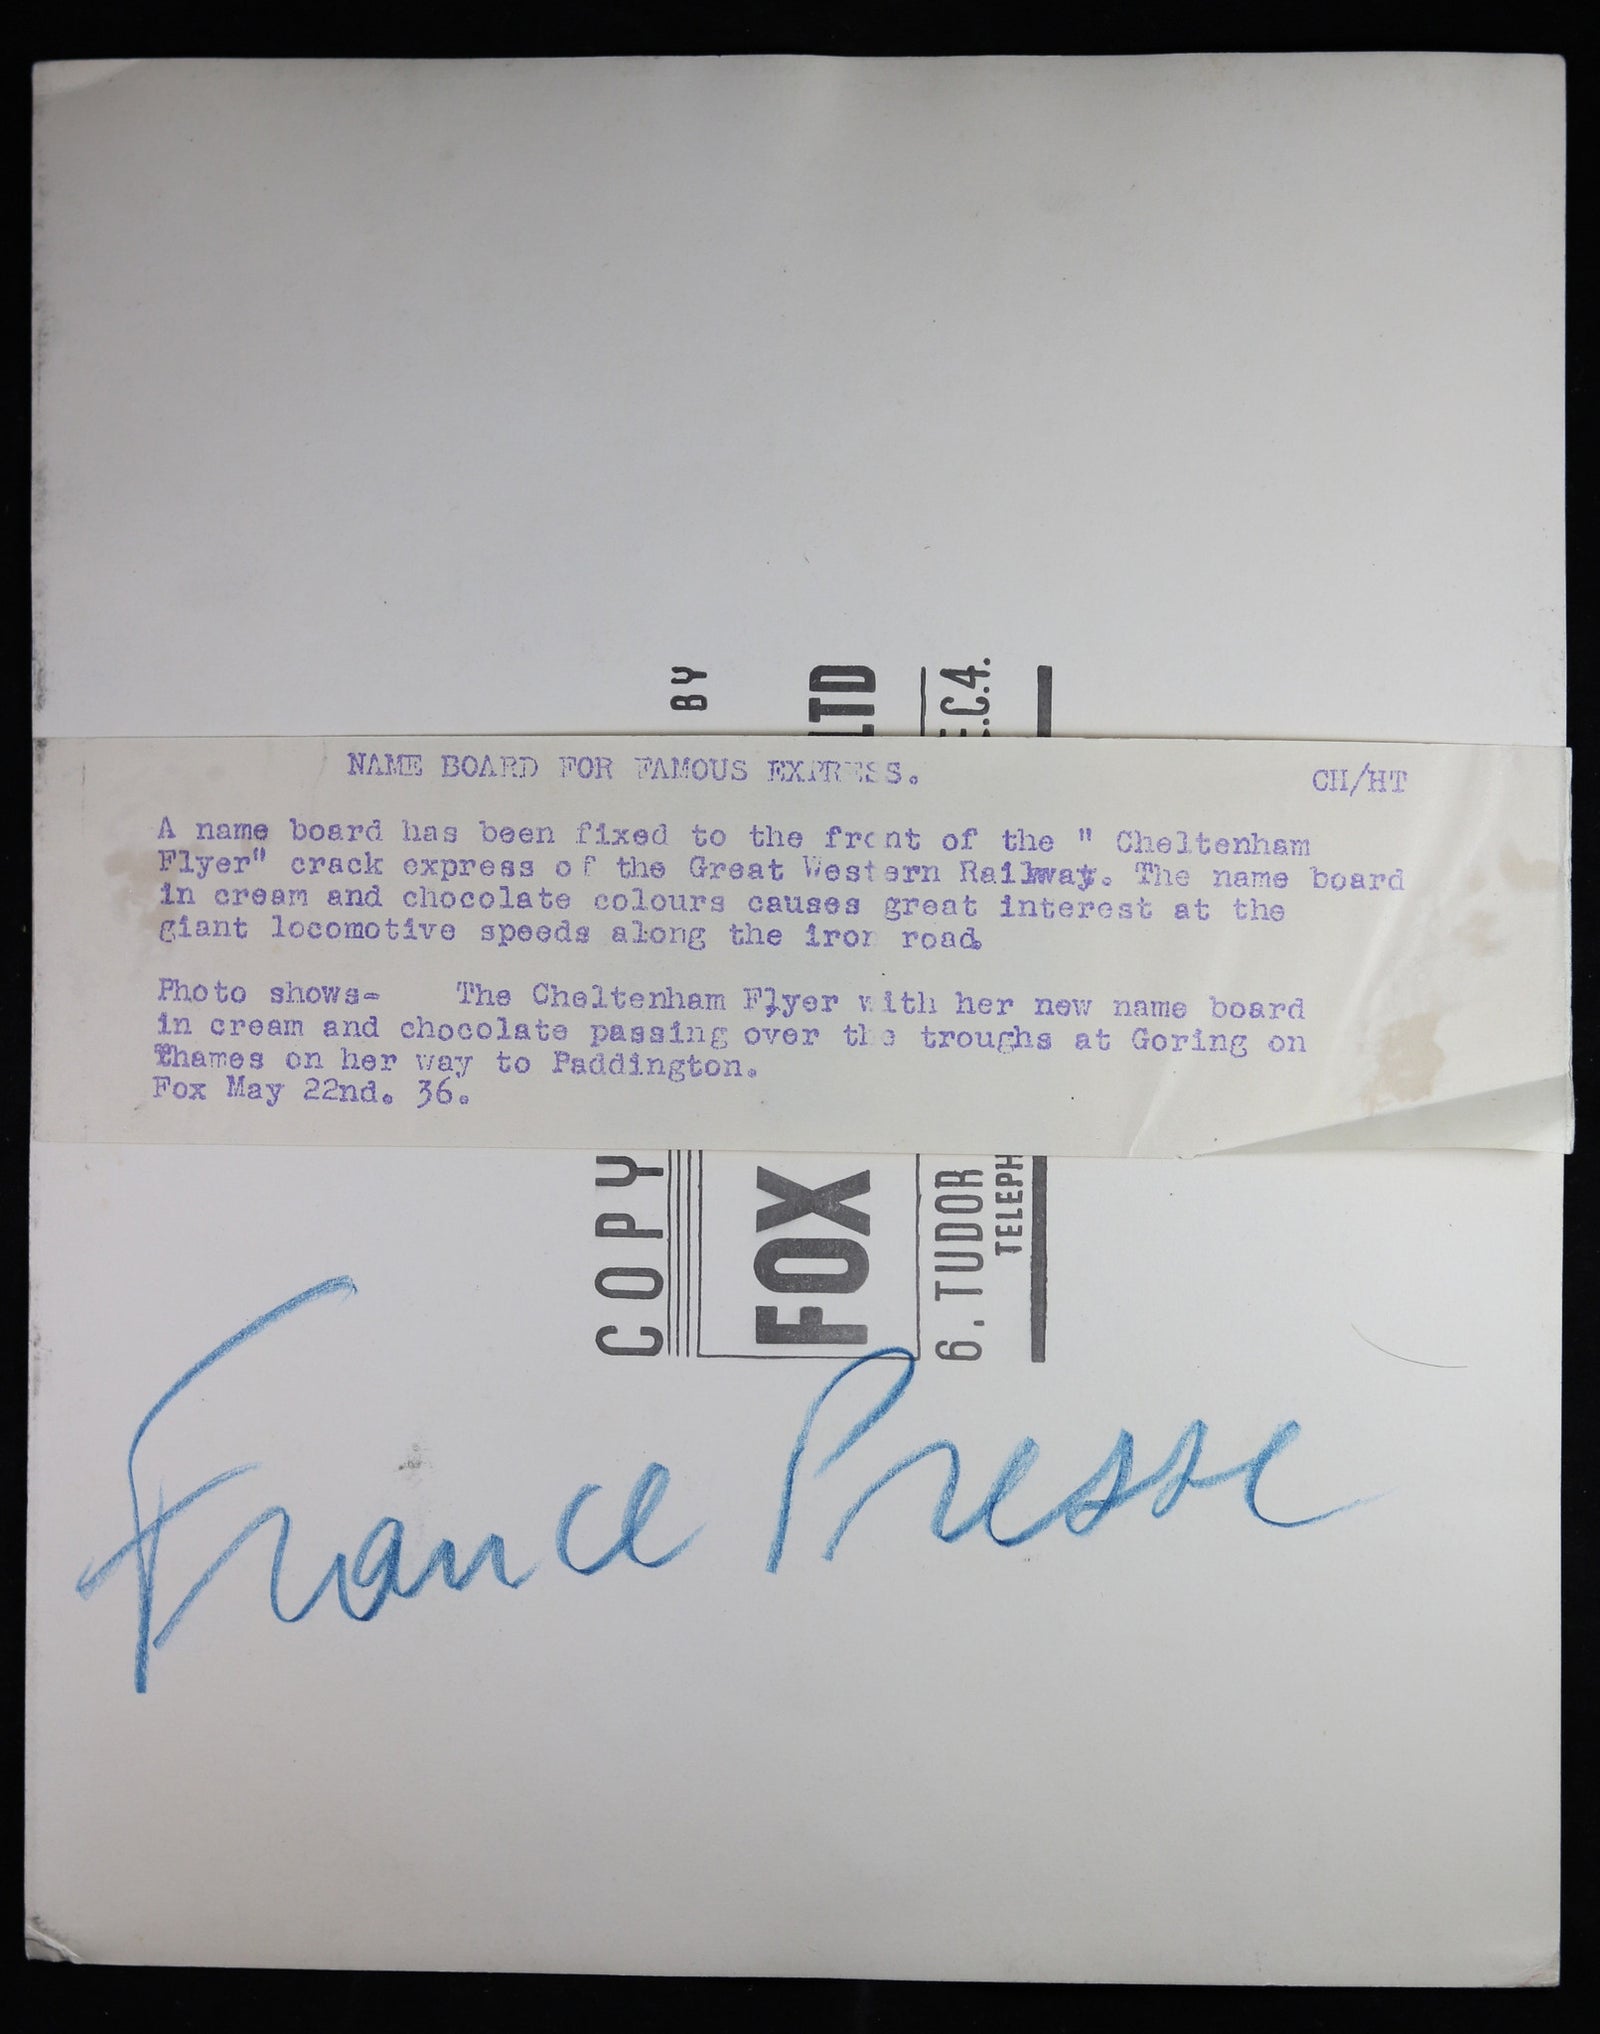 BY
LTD
E.C.4.
NAME BOARD FOR FAMOUS EXPRESS.
CH/HT
A name board has been fixed to the front of the " Cheltenham
Flyer" crack express of the Great Western Railway. The name board
in cream and chocolate colours causes great interest at the
giant locomotive speeds along the iron road.
Photo shows- The Cheltenham Flyer with her new name board
in cream and chocolate passing over the troughs at Goring on
Thames on her way to Paddington.
Fox May 22nd. 36.
COPY
FOX
6. TUDOR
TELEPH
France Presse